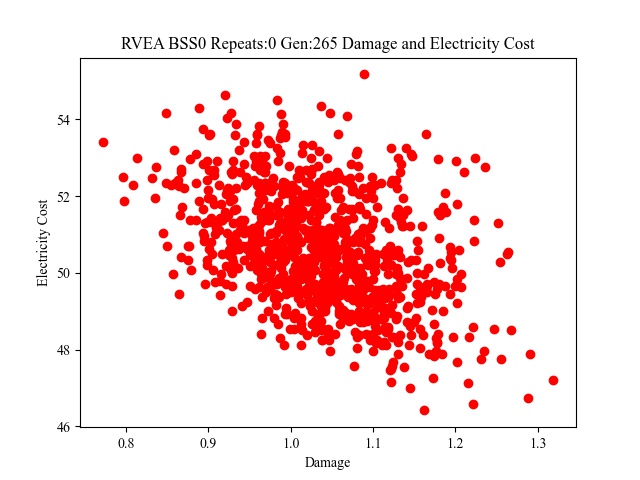 RVEA BSS0 Repeats:0 Gen:265 Damage and Electricity Cost
54
52
50
48
46
Electricity Cost
0.8 0.9 1.0 1.1 1.2 1.3
Damage